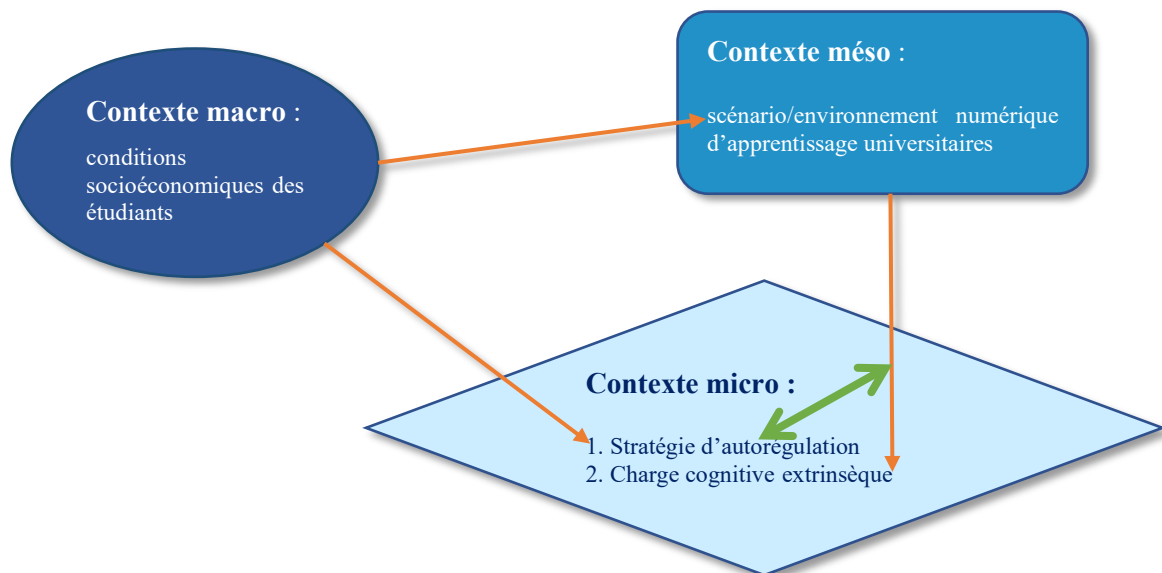 Contexte macro :
conditions
socioéconomiques des
étudiants
Contexte méso :
scénario/environnement numérique
d’apprentissage universitaires
Contexte micro :
1. Stratégie d’autorégulation
2. Charge cognitive extrinsèque